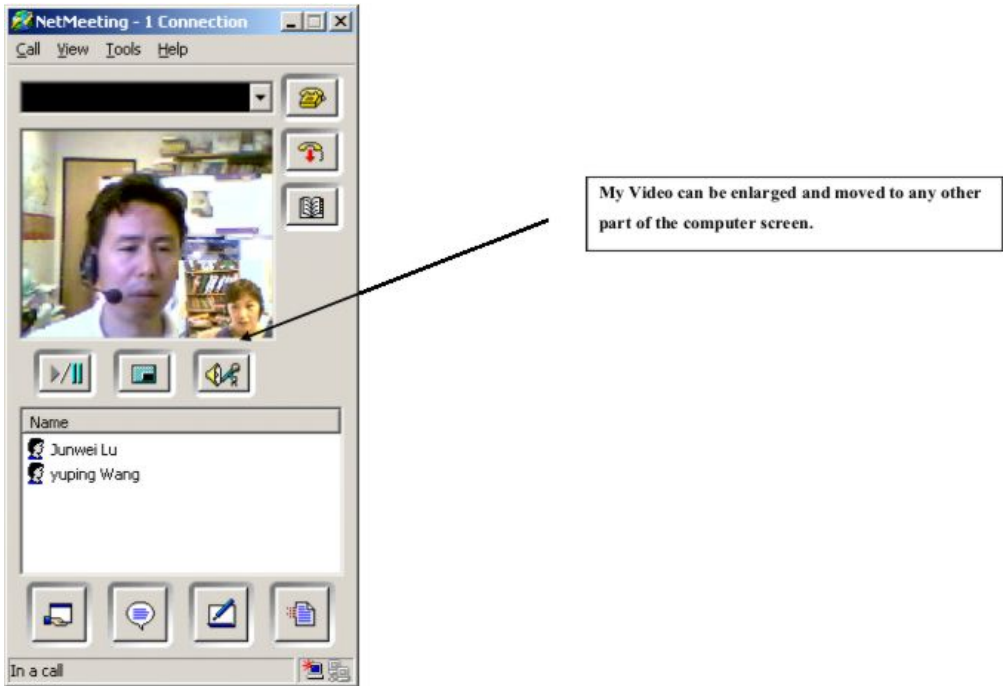 NetMeeting - 1 Connection
Call View Tools Help
My Video can be enlarged and moved to any other
part of the computer screen.
Name
Junwei Lu
yuping Wang
In a call